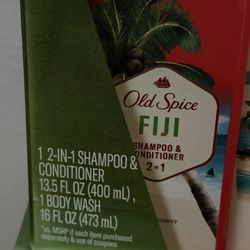 Old Spice
FIJI
SHAMPOO &
CONDITIONER
2 IN 1
1 2-IN-1 SHAMPOO &
CONDITIONER
13.5 FL OZ (400 mL) ,
1 BODY WASH
16 FL OZ (473 mL)
*vs. MSRP if each item purchased
separately & use of coupons